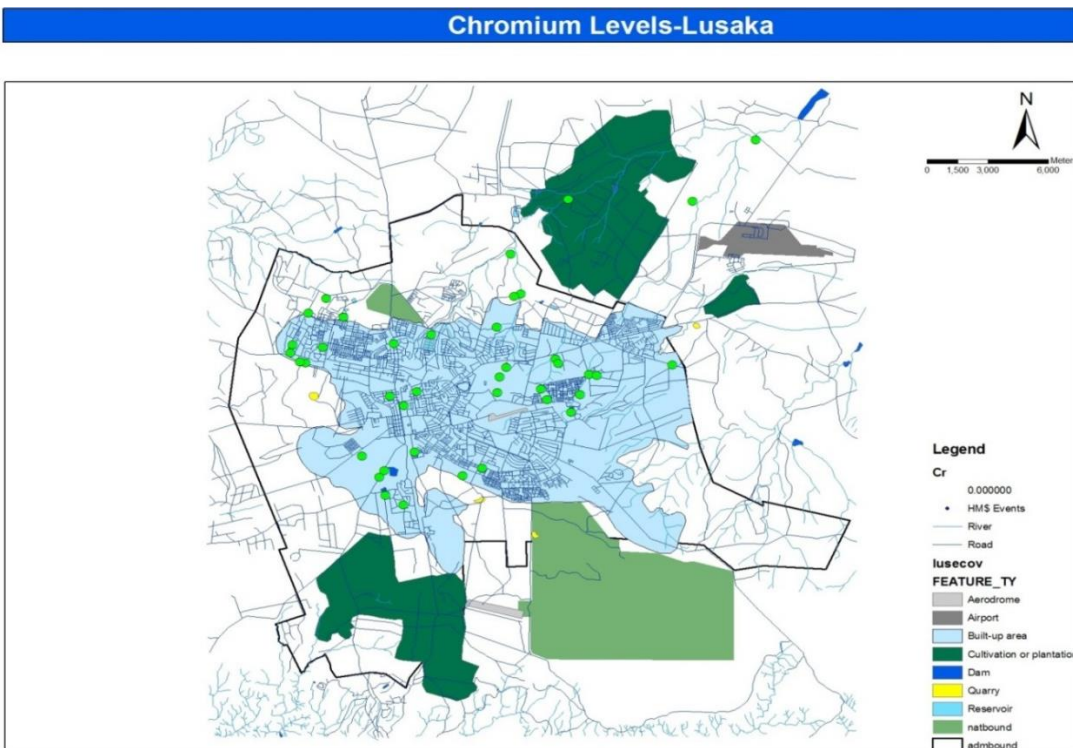 Chromium Levels-Lusaka
N
Meter
0 1,500 3,000 6,000
Legend
Cr
0.000000
HM$ Events
River
Road
lusecov
FEATURE_TY
Aerodrome
Airport
Built-up area
Cultivation or plantation
Dam
Quarry
Reservoir
natbound
admbound